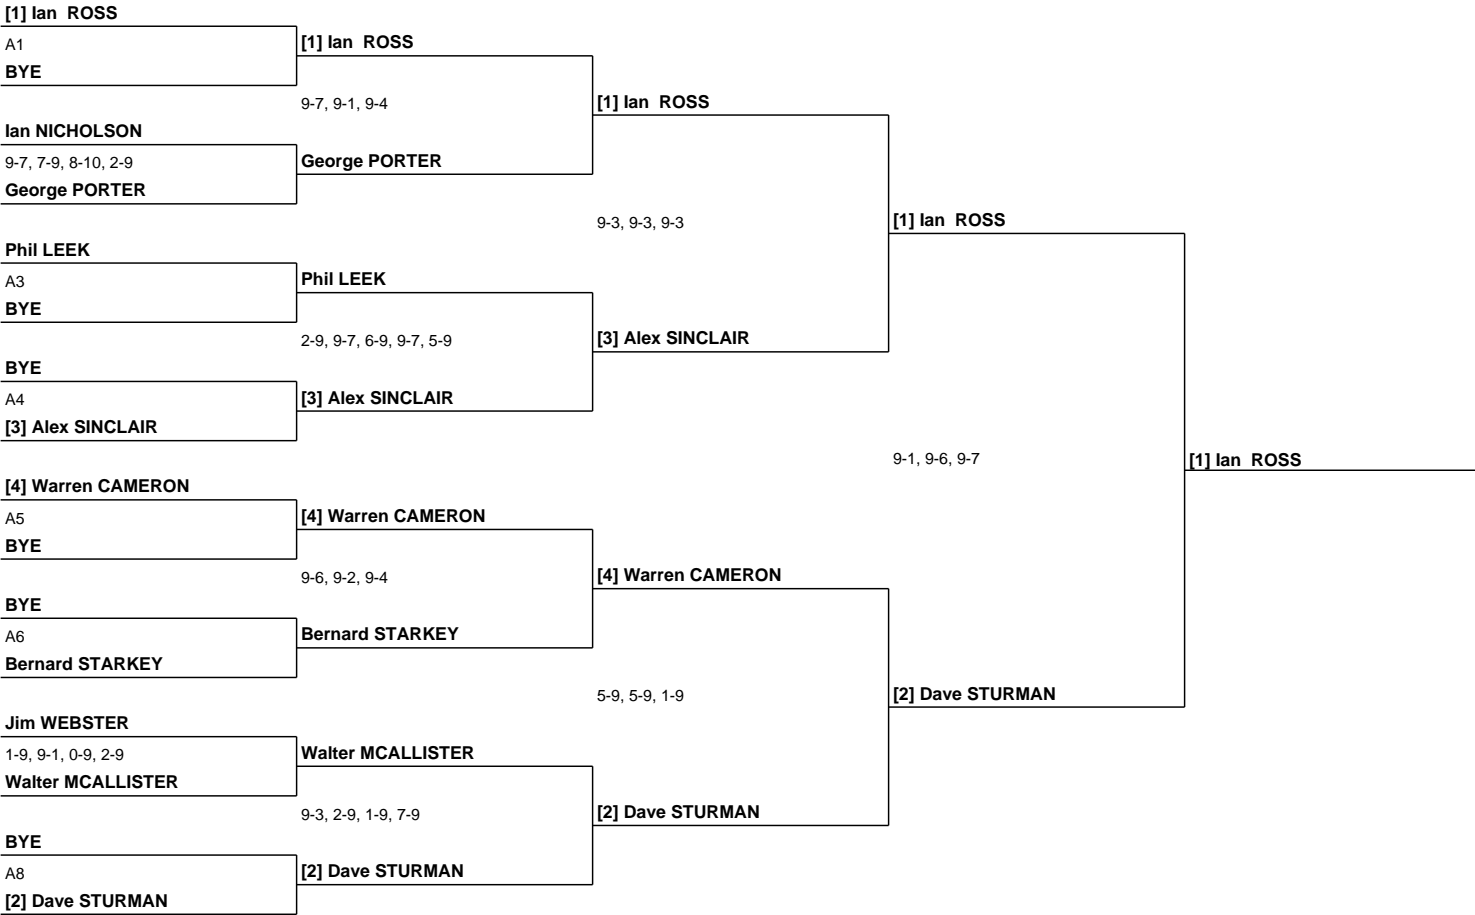 [1] Ian  ROSS
A1
BYE
Ian NICHOLSON
9-7, 7-9, 8-10, 2-9
George PORTER
Phil LEEK
A3
BYE
BYE
A4
[3] Alex SINCLAIR
[4] Warren CAMERON
A5
BYE
BYE
A6
Bernard STARKEY
Jim WEBSTER
1-9, 9-1, 0-9, 2-9
Walter MCALLISTER
BYE
A8
[2] Dave STURMAN
[1] Ian  ROSS
9-7, 9-1, 9-4
George PORTER
Phil LEEK
2-9, 9-7, 6-9, 9-7, 5-9
[3] Alex SINCLAIR
[4] Warren CAMERON
9-6, 9-2, 9-4
Bernard STARKEY
Walter MCALLISTER
9-3, 2-9, 1-9, 7-9
[2] Dave STURMAN
[1] Ian  ROSS
9-3, 9-3, 9-3
[3] Alex SINCLAIR
[4] Warren CAMERON
5-9, 5-9, 1-9
[2] Dave STURMAN
[1] Ian  ROSS
9-1, 9-6, 9-7
[2] Dave STURMAN
[1] Ian  ROSS